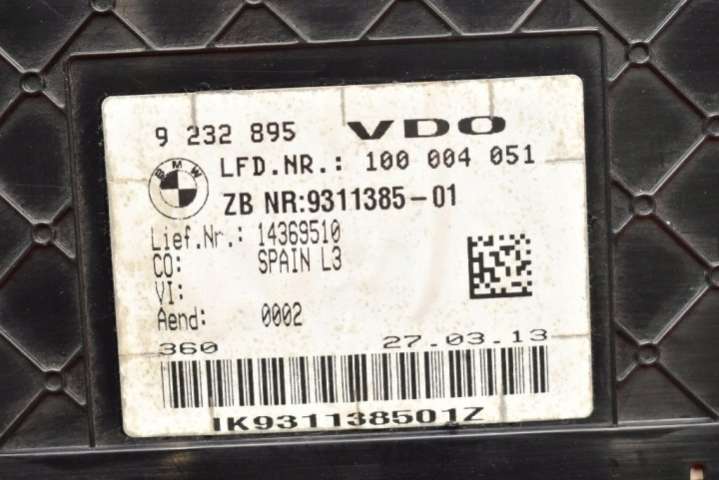 9 232 895 VDO
BMW
LFD.NR.: 100 004 051
ZB NR:9311385-01
Lief.Nr.: 14369510
CO: SPAIN L3
VI:
Aend: 0002
360 27.03.13
IK931138501Z